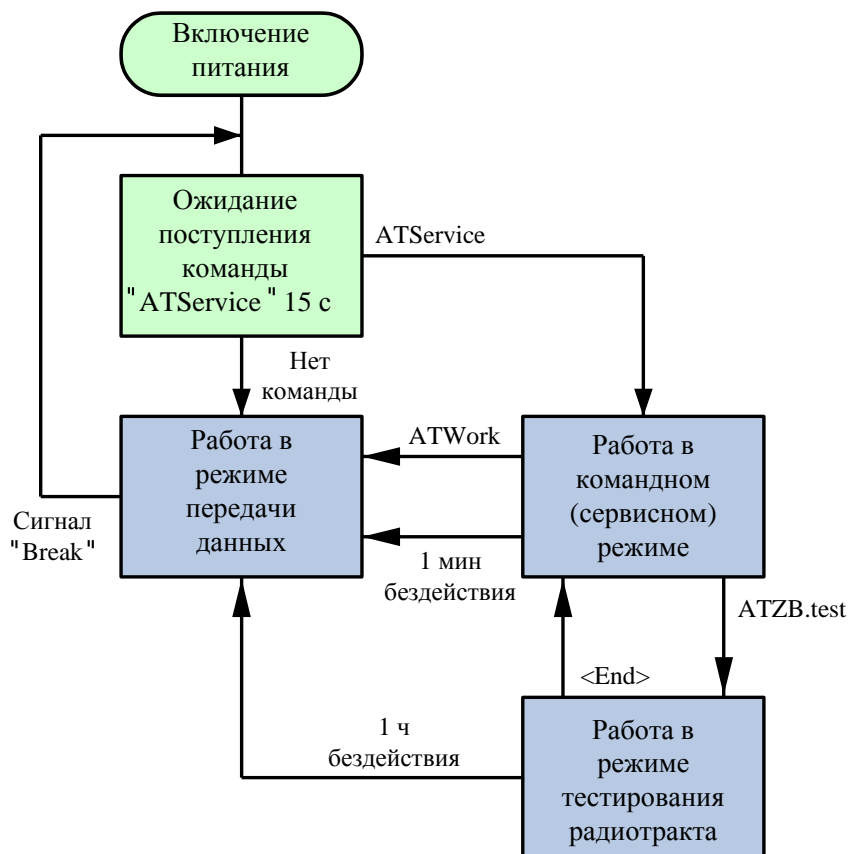 Включение
питания
Ожидание
поступления
команды
"ATService" 15 с
ATService
Нет
команды
Работа в
режиме
передачи
данных
ATWork
Работа в
командном
(сервисном)
режиме
Сигнал
"Break"
1 мин
бездействия
ATZB.test
<End>
1 ч
бездействия
Работа в
режиме
тестирования
радиотракта